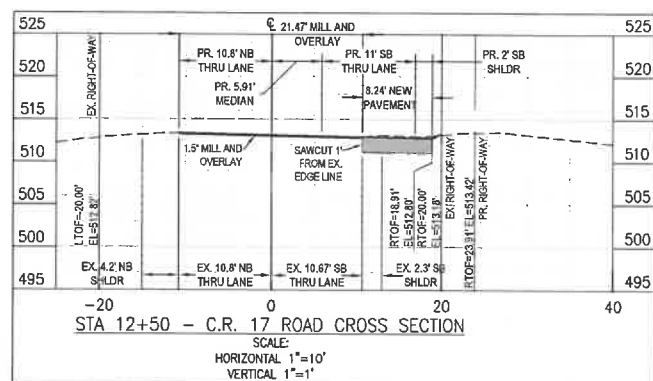 ℄
525
21.47' MILL AND
OVERLAY
525
PR. 10.8' NB
THRU LANE
PR. 11' SB
THRU LANE
PR. 2' SB
SHLDR
520
EX. RIGHT-OF-WAY
PR. 5.91'
MEDIAN
8.24' NEW
PAVEMENT
520
515
515
510
1.5" MILL AND
OVERLAY
SAWCUT 1'
FROM EX.
EDGE LINE
510
505
LTOF=-20.00'
EL=512.82'
RTOF=18.91'
EL=512.80'
RTOF=20.00'
EL=513.18'
EX RIGHT-OF-WAY
RTOF=23.91' EL=513.42'
PR. RIGHT-OF-WAY
505
500
500
495
EX. 4.2' NB
SHLDR
EX. 10.8' NB
THRU LANE
EX. 10.67' SB
THRU LANE
EX. 2.3' SB
SHLDR
495
-20
0
20
40
STA 12+50 - C.R. 17 ROAD CROSS SECTION
SCALE:
HORIZONTAL 1"=10'
VERTICAL 1"=1'